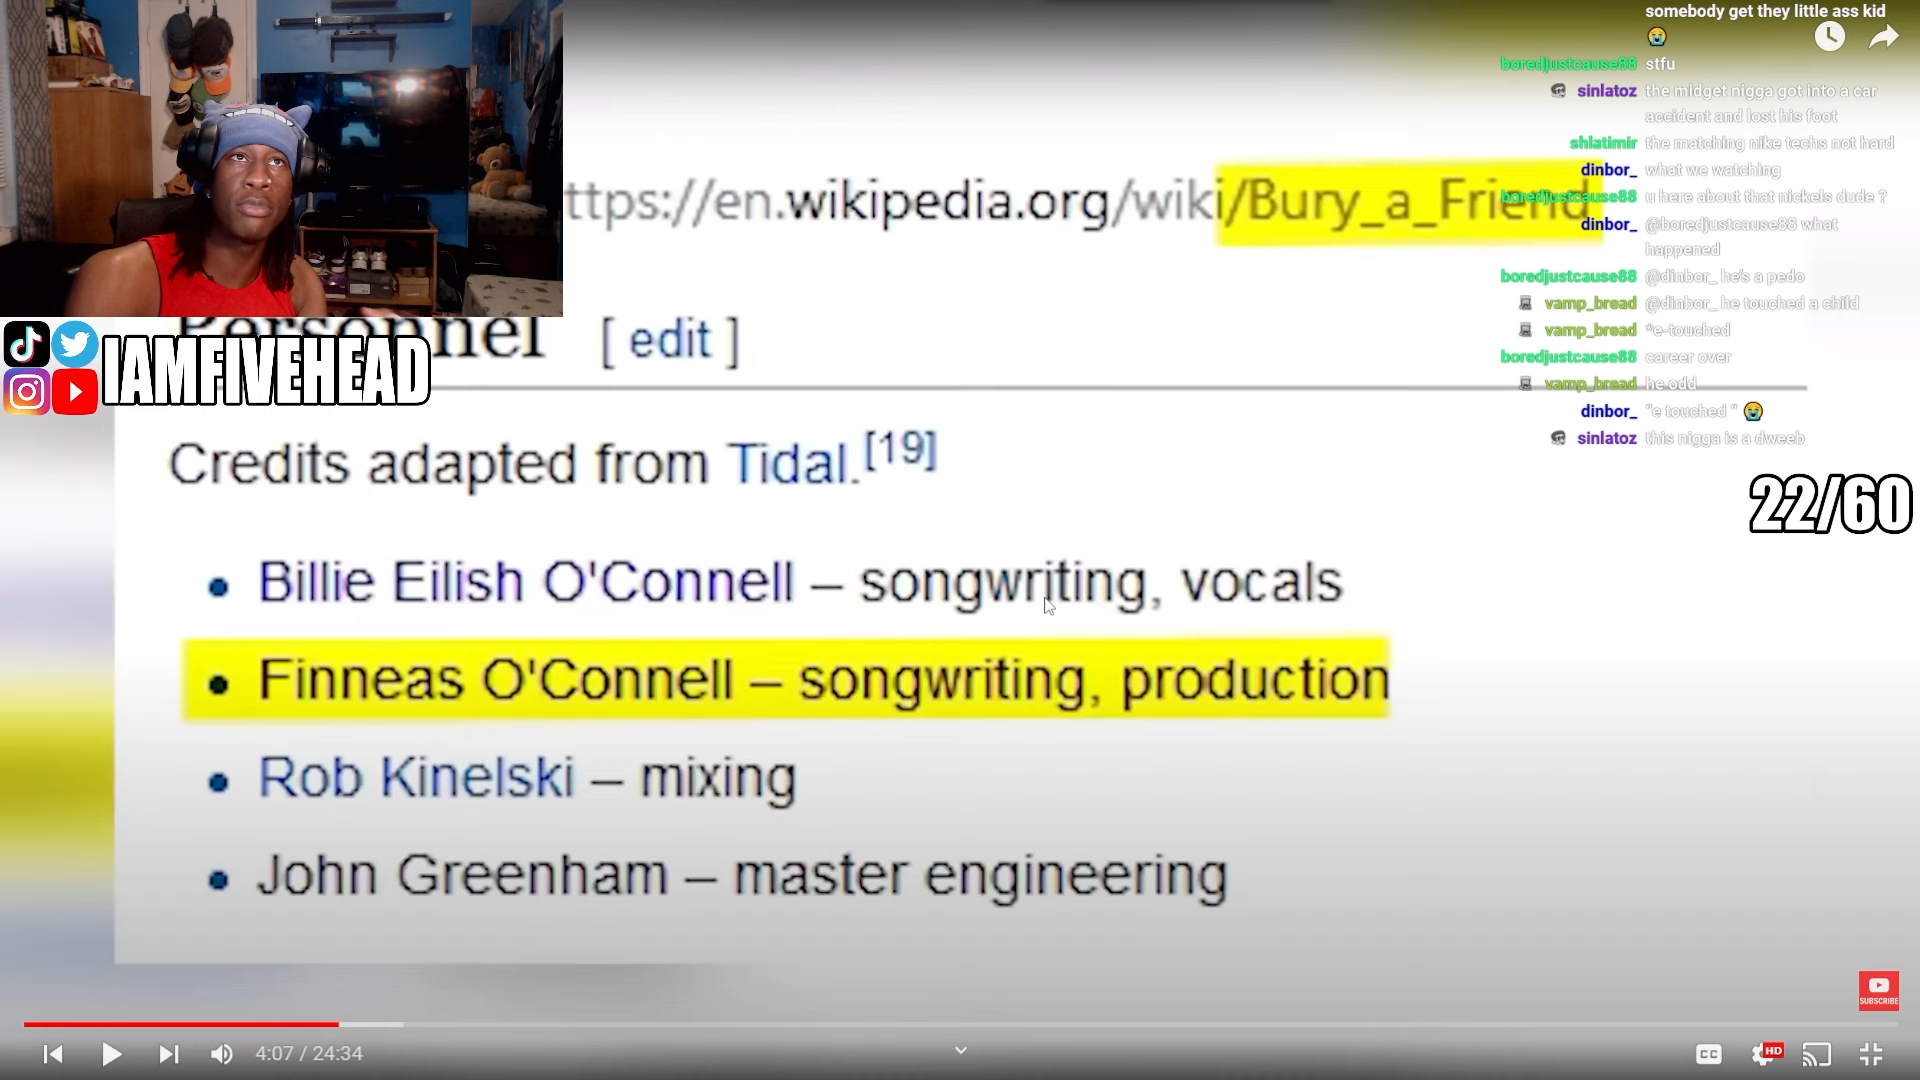 somebody get they little ass kid
😭
boredjustcause88 stfu
sinlatoz the midget nigga got into a car
accident and lost his foot
shlatimir the matching nike techs not hard
dinbor_ what we watching
ttps://en.wikipedia.org/wiki/Bury_a_Friend
boredjustcause88 u here about that nickels dude ?
dinbor_ @boredjustcause88 what
happened
boredjustcause88 @dinbor_ he's a pedo
vamp_bread @dinbor_ he touched a child
vamp_bread *e-touched
boredjustcause88 career over
vamp_bread he odd
dinbor_ "e touched " 😭
sinlatoz this nigga is a dweeb
Personnel [ edit ]
IAMFIVEHEAD
22/60
Credits adapted from Tidal.[19]
• Billie Eilish O'Connell – songwriting, vocals
• Finneas O'Connell – songwriting, production
• Rob Kinelski – mixing
• John Greenham – master engineering
SUBSCRIBE
4:07 / 24:34
CC
HD